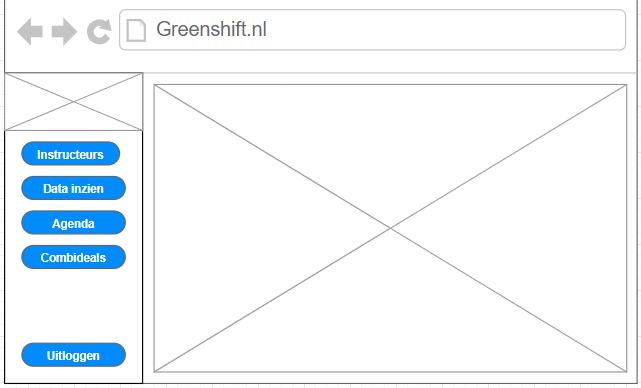 Greenshift.nl
Instructeurs
Data inzien
Agenda
Combideals
Uitloggen